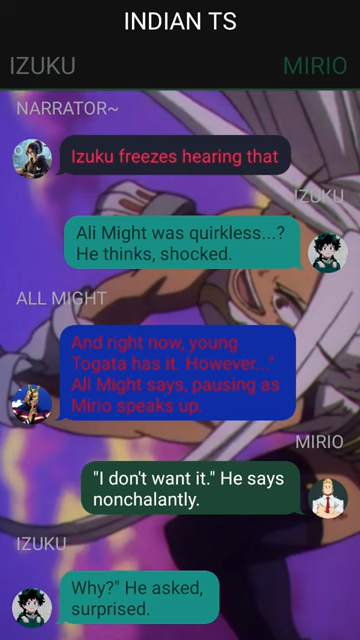 INDIAN TS
IZUKU
MIRIO
NARRATOR~
Izuku freezes hearing that
IZUKU
Ali Might was quirkless...?
He thinks, shocked.
ALL MIGHT
And right now, young
Togata has it. However..."
All Might says, pausing as
Mirio speaks up.
MIRIO
"I don't want it." He says
nonchalantly.
IZUKU
Why?" He asked,
surprised.